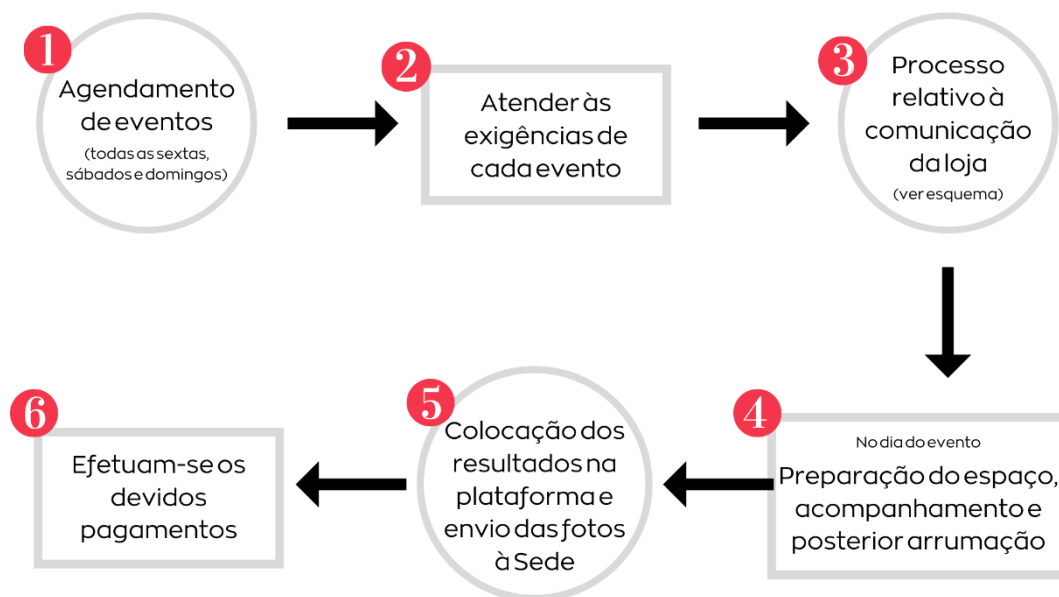 1
Agendamento
de eventos
(todas as sextas,
sábados e domingos)
2
Atender às
exigências de
cada evento
3
Processo
relativo à
comunicação
da loja
(ver esquema)
4
No dia do evento
Preparação do espaço,
acompanhamento e
posterior arrumação
5
Colocação dos
resultados na
plataforma e
envio das fotos
à Sede
6
Efetuam-se os
devidos
pagamentos